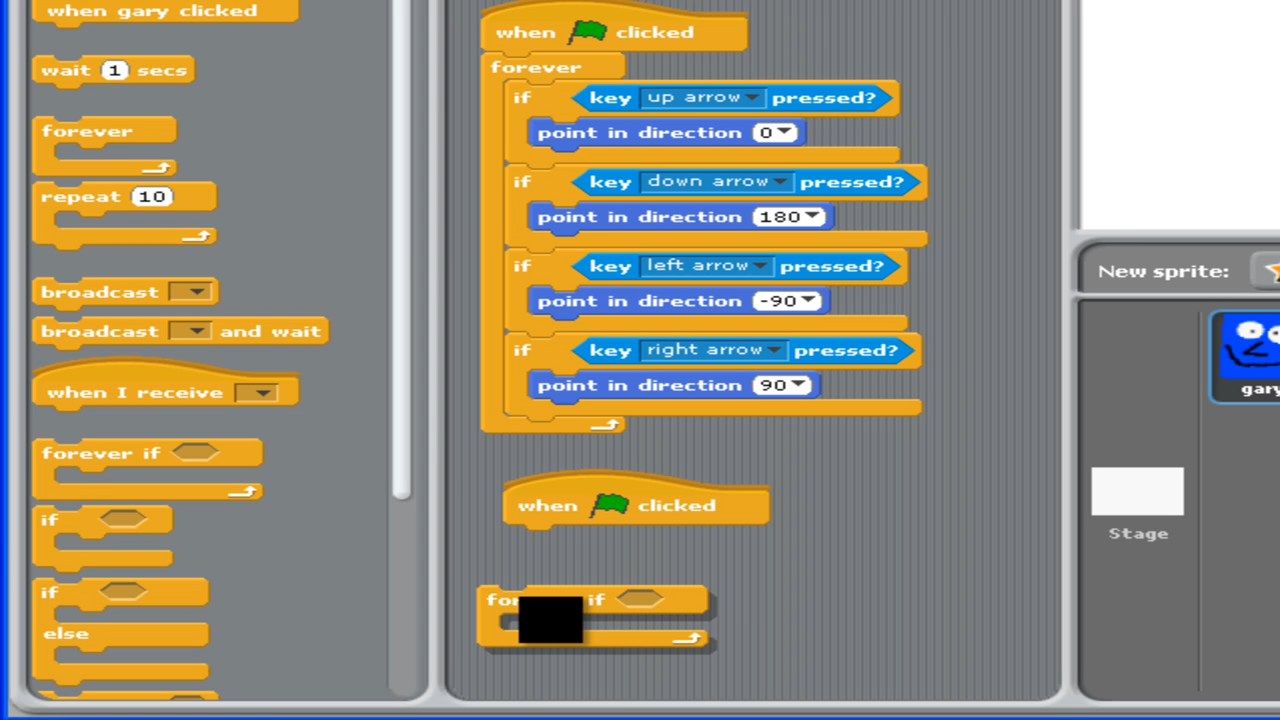 when gary clicked
wait 1 secs
forever
repeat 10
broadcast
broadcast and wait
when I receive
forever if
if
if
else
when clicked
forever
if key up arrow pressed?
point in direction 0
if key down arrow pressed?
point in direction 180
if key left arrow pressed?
point in direction -90
if key right arrow pressed?
point in direction 90
when clicked
if
New sprite:
gary
Stage